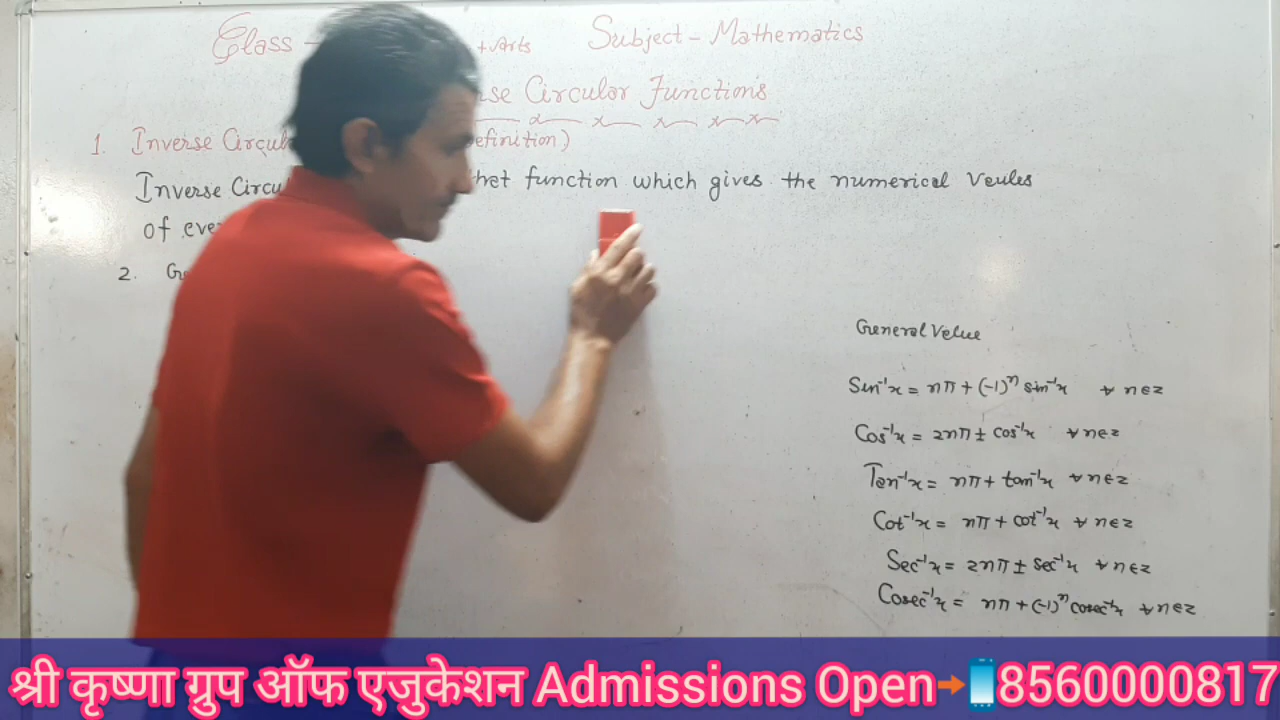 Class - + Arts Subject - Mathematics
se Circular Functions
1. Inverse Circul efinition)
Inverse Circu het function which gives the numerical Veules
of eve
2. Ge
General Velue
Sin⁻¹x = nπ + (-1)ⁿ sin⁻¹x ∀ n∈z
Cos⁻¹x = 2nπ ± cos⁻¹x ∀ n∈z
Ten⁻¹x = nπ + tan⁻¹x ∀ n∈z
Cot⁻¹x = nπ + cot⁻¹x ∀ n∈z
Sec⁻¹x = 2nπ ± sec⁻¹x ∀ n∈z
Cosec⁻¹x = nπ + (-1)ⁿ cosec⁻¹x ∀ n∈z
श्री कृष्णा ग्रुप ऑफ एजुकेशन Admissions Open➝📱8560000817